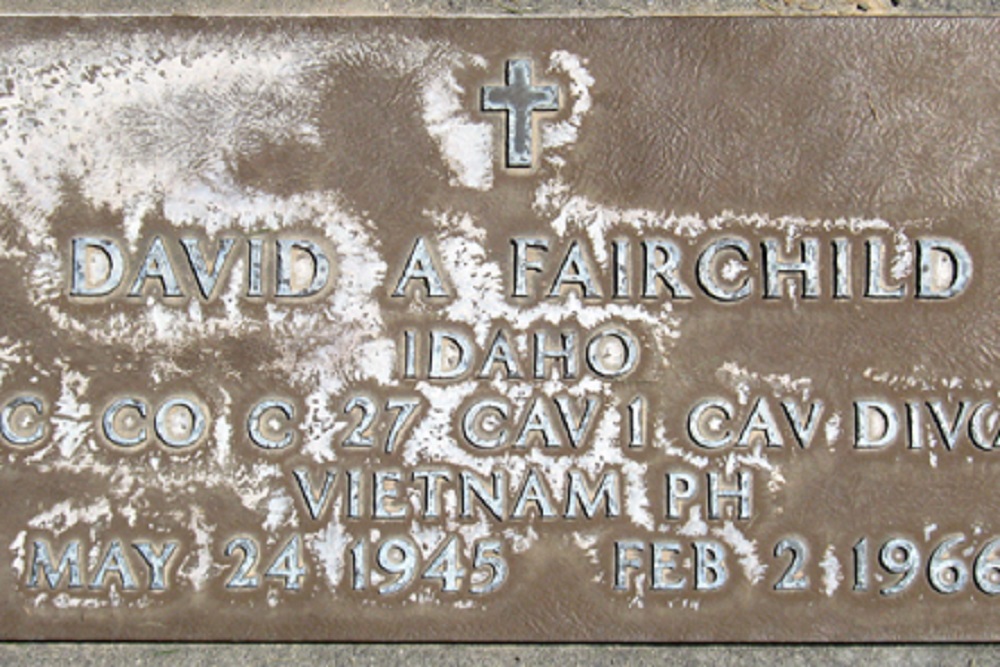 DAVID A FAIRCHILD
IDAHO
C CO C 27 CAV 1 CAV DIV
VIETNAM PH
MAY 24 1945 FEB 2 1966